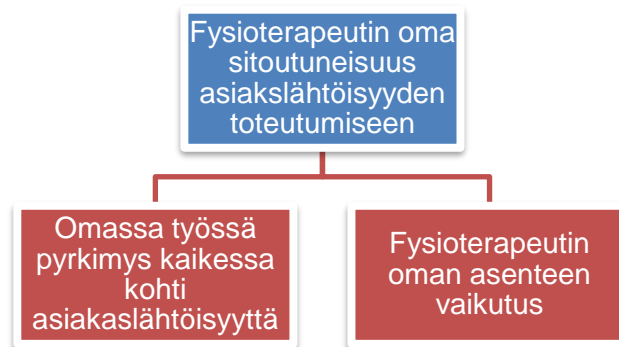 Fysioterapeutin oma
sitoutuneisuus
asiakslähtöisyyden
toteutumiseen
Omassa työssä
pyrkimys kaikessa
kohti
asiakaslähtöisyyttä
Fysioterapeutin
oman asenteen
vaikutus